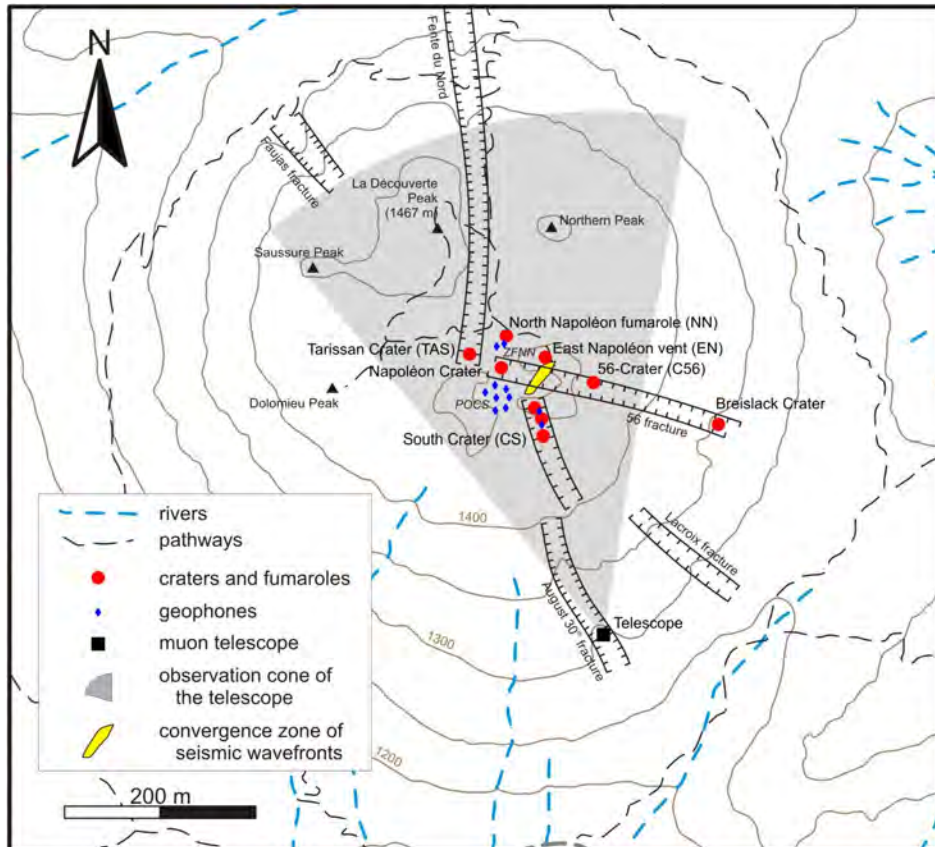 N
Fente du Nord
Faujas fracture
La Découverte
Peak
(1467 m)
Northern Peak
Saussure Peak
North Napoléon fumarole (NN)
Tarissan Crater (TAS)
ZFNN
East Napoléon vent (EN)
Napoléon Crater
56-Crater (C56)
Dolomieu Peak
POCS
Breislack Crater
56 fracture
South Crater (CS)
1400
Lacroix fracture
August 30th fracture
Telescope
1300
1200
rivers
pathways
craters and fumaroles
geophones
muon telescope
observation cone of
the telescope
convergence zone of
seismic wavefronts
200 m